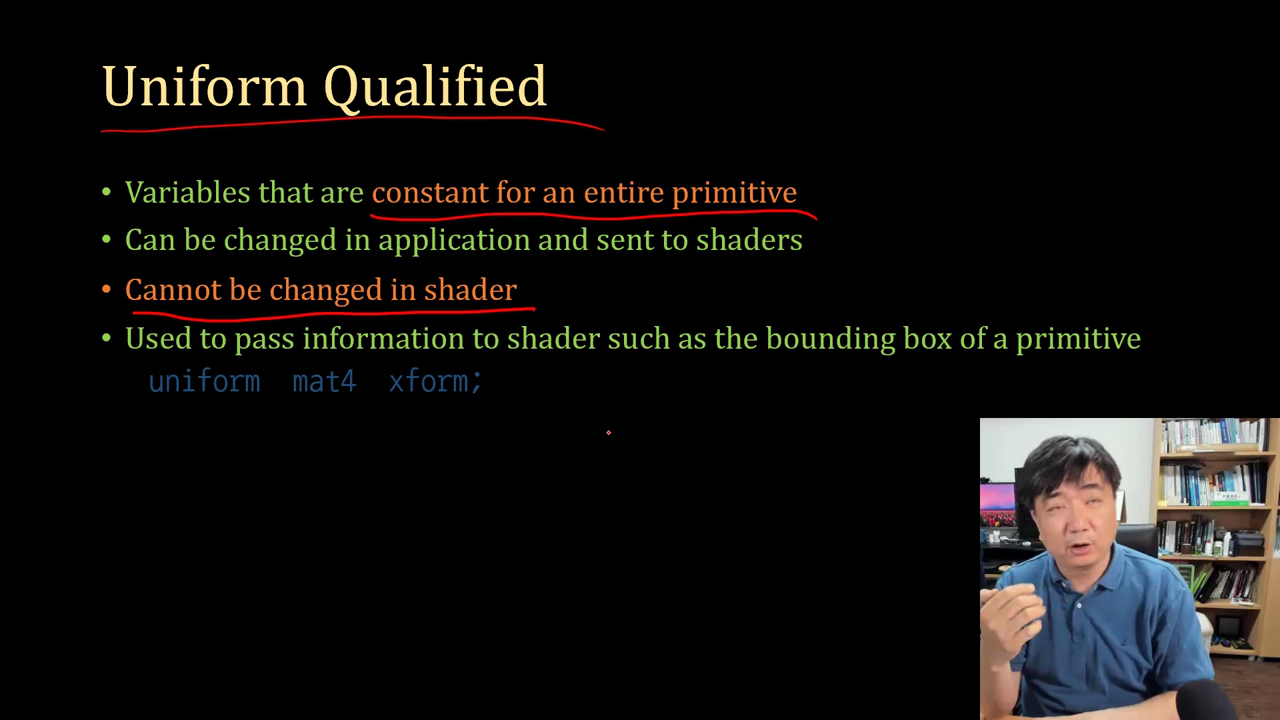 Uniform Qualified
• Variables that are constant for an entire primitive
• Can be changed in application and sent to shaders
• Cannot be changed in shader
• Used to pass information to shader such as the bounding box of a primitive
uniform mat4 xform;